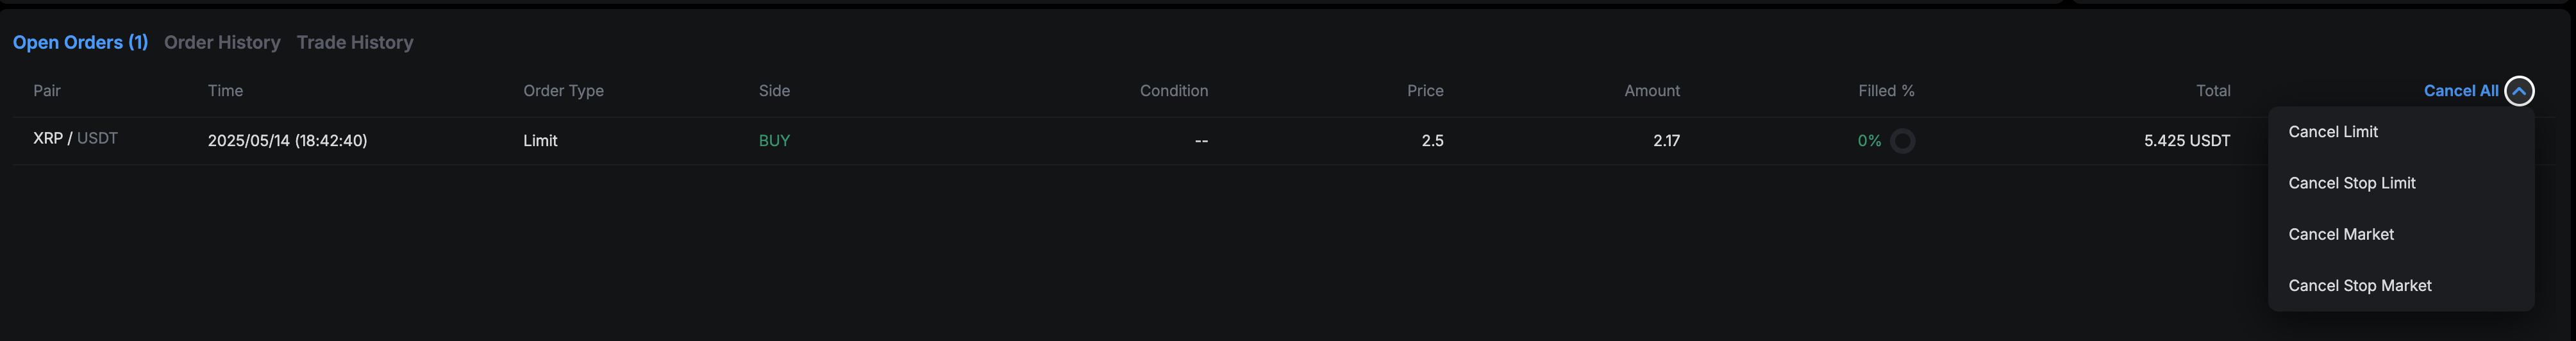 Open Orders (1) Order History Trade History
Pair Time Order Type Side Condition Price Amount Filled % Total Cancel All
XRP / USDT 2025/05/14 (18:42:40) Limit BUY -- 2.5 2.17 0% 5.425 USDT
Cancel Limit
Cancel Stop Limit
Cancel Market
Cancel Stop Market